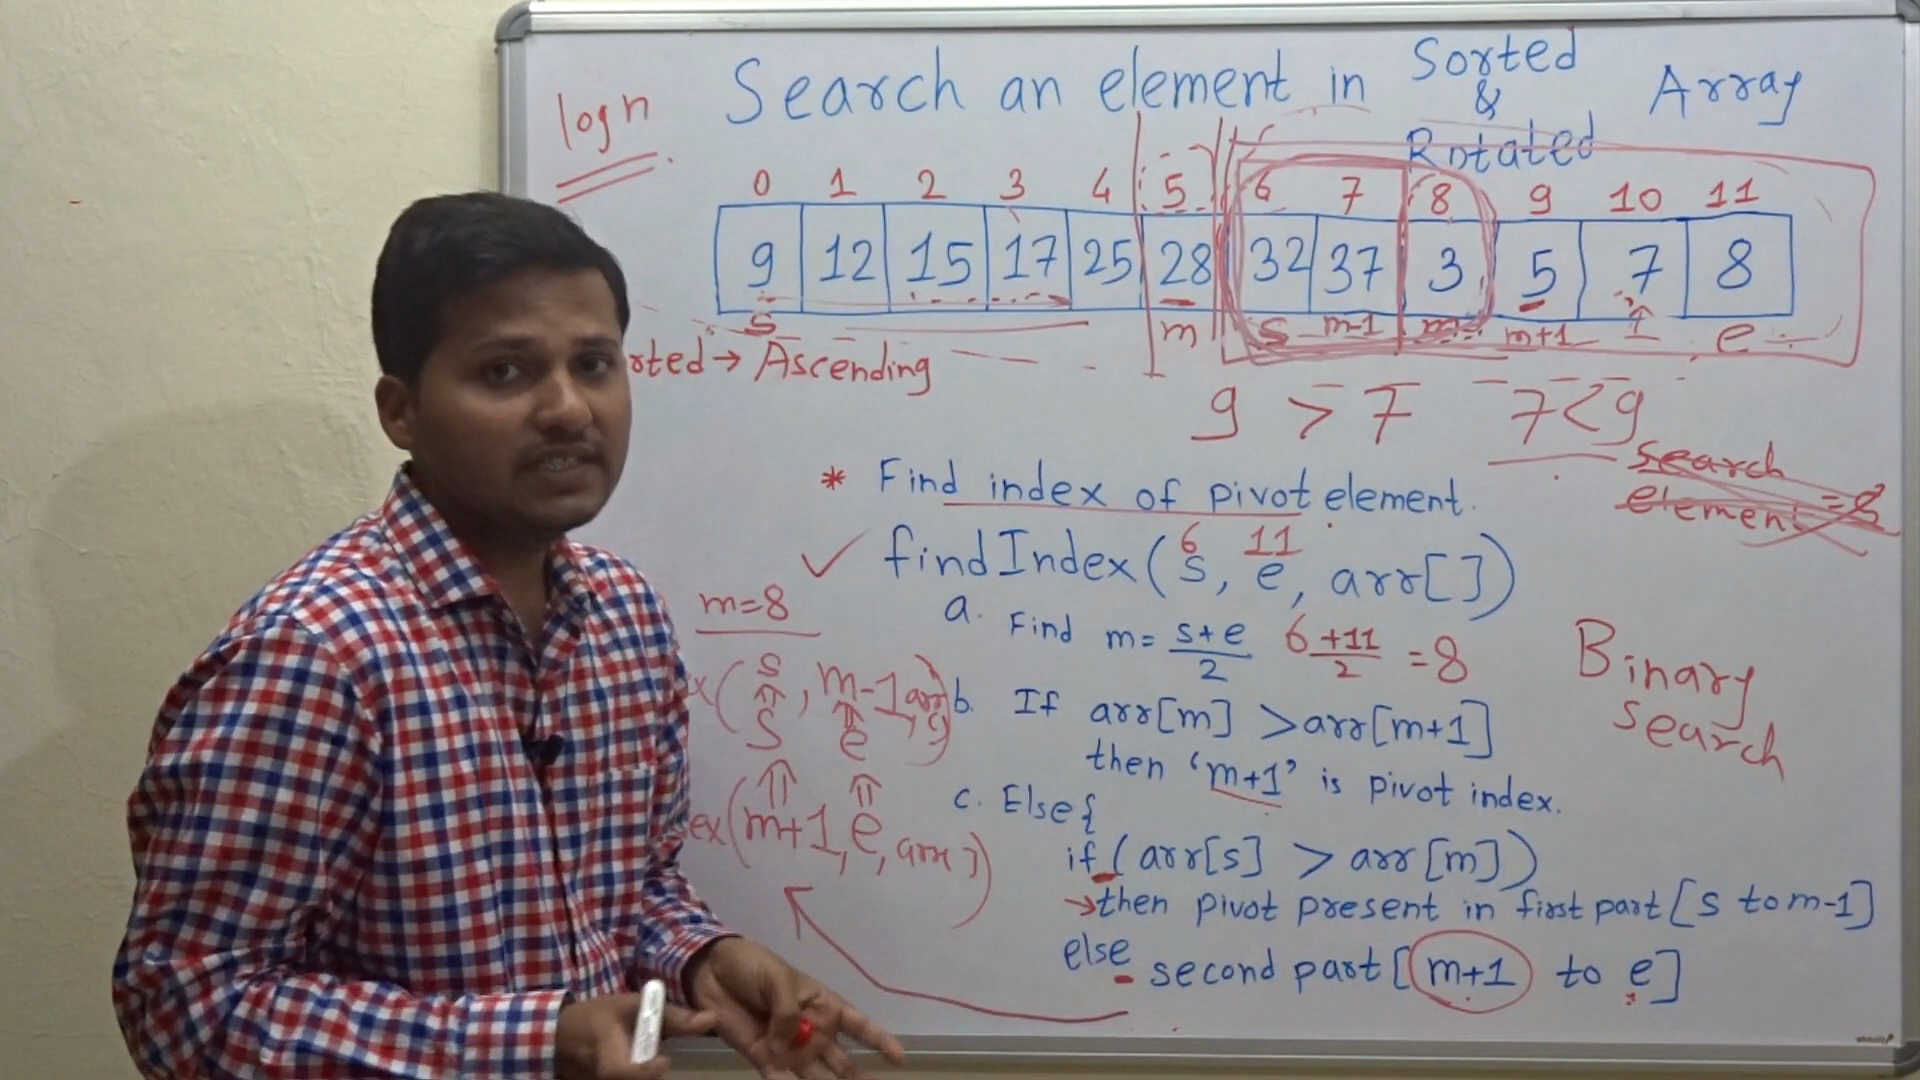 log n
Search an element in Sorted & Rotated Array
0 1 2 3 4 5 6 7 8 9 10 11
9 12 15 17 25 28 32 37 3 5 7 8
s m s m-1 m m+1 e
rted → Ascending
9 > 7 7<9
search
element = 8
* Find index of pivot element.
6 11
✓ findIndex(s, e, arr[])
m=8
a. Find m= s+e/2 6+11/2 =8
Binary
search
x(s, m-1, arr)
s e
b. If arr[m] > arr[m+1]
then 'm+1' is pivot index.
c. Else{
ex(m+1, e, arr)
if (arr[s] > arr[m])
→then pivot present in first part [s to m-1]
else second part [m+1 to e]